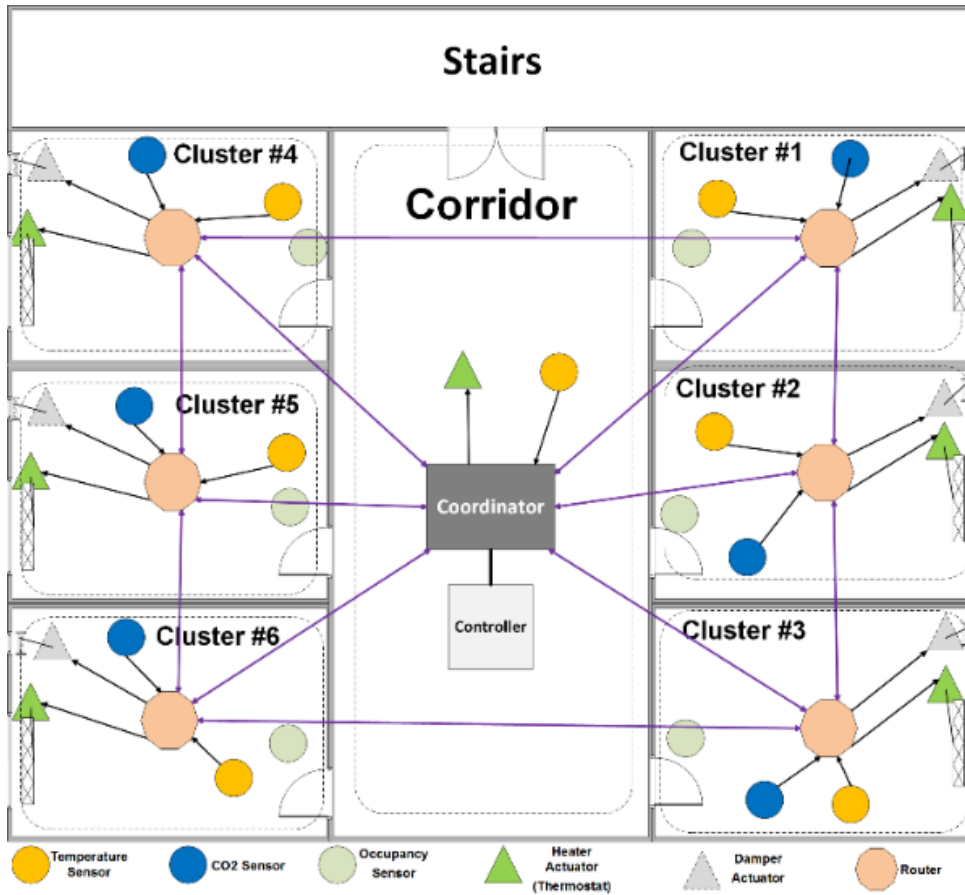 Stairs
Cluster #4
Corridor
Cluster #1
Cluster #5
Cluster #2
Coordinator
Controller
Cluster #6
Cluster #3
Temperature
Sensor
CO2 Sensor
Occupancy
Sensor
Heater
Actuator
(Thermostat)
Damper
Actuator
Router